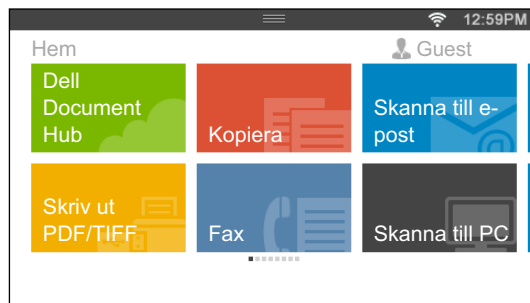 12:59PM
Hem
Guest
Dell
Document
Hub
Kopiera
Skanna till e-
post
Skriv ut
PDF/TIFF
Fax
Skanna till PC